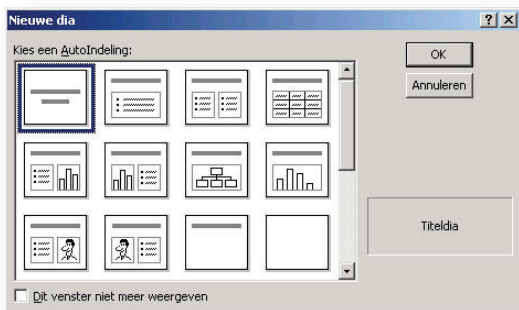 Nieuwe dia
Kies een AutoIndeling:
OK
Annuleren
Titeldia
Dit venster niet meer weergeven